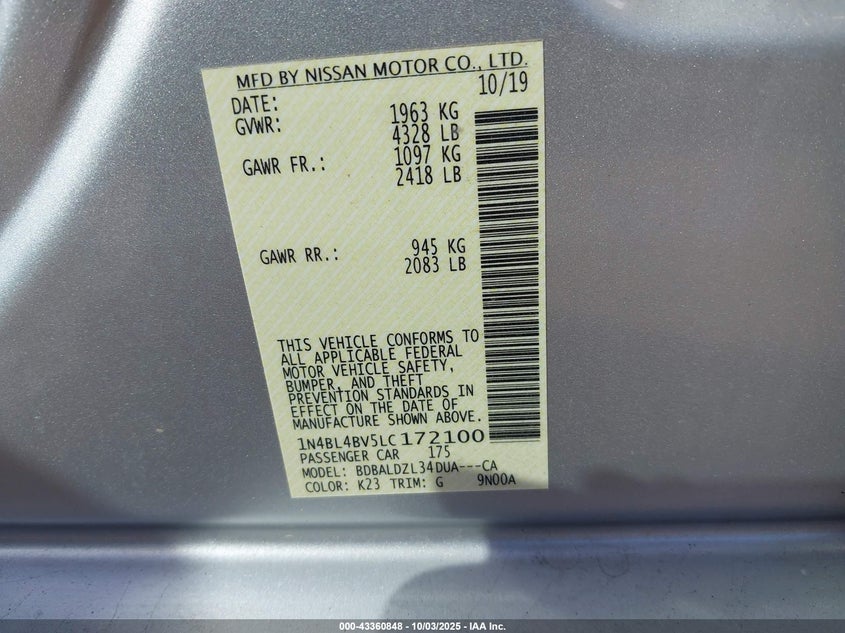 MFD BY NISSAN MOTOR CO., LTD.
DATE: 10/19
GVWR: 1963 KG
4328 LB
GAWR FR.: 1097 KG
2418 LB
GAWR RR.: 945 KG
2083 LB
THIS VEHICLE CONFORMS TO
ALL APPLICABLE FEDERAL
MOTOR VEHICLE SAFETY,
BUMPER, AND THEFT
PREVENTION STANDARDS IN
EFFECT ON THE DATE OF
MANUFACTURE SHOWN ABOVE.
1N4BL4BV5LC172100
PASSENGER CAR 175
MODEL: BDBALDZL34DUA---CA
COLOR: K23 TRIM: G 9N00A
000-43360848 - 10/03/2025 - IAA Inc.